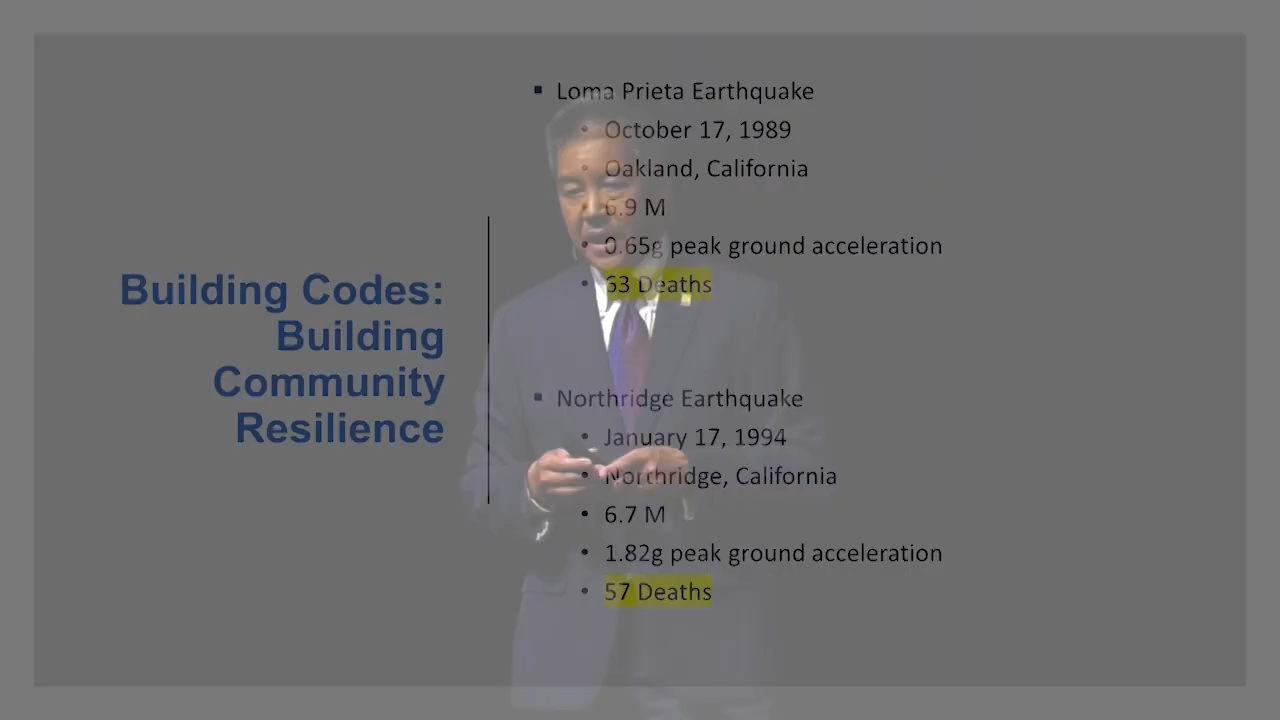 Building Codes:
Building
Community
Resilience
Loma Prieta Earthquake
October 17, 1989
Oakland, California
6.9 M
0.65g peak ground acceleration
63 Deaths
Northridge Earthquake
January 17, 1994
Northridge, California
6.7 M
1.82g peak ground acceleration
57 Deaths